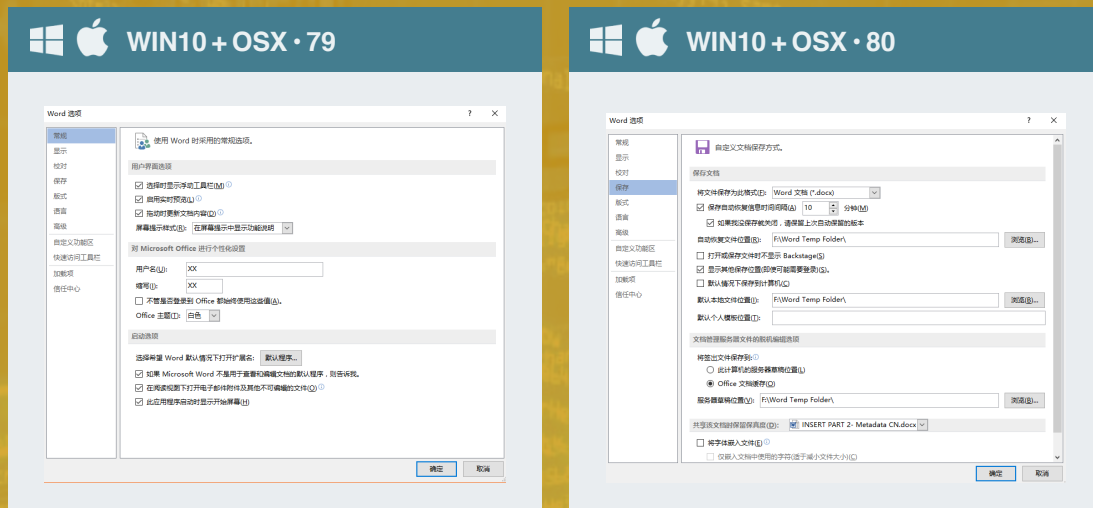 WIN10 + OSX • 79
Word 选项
? ×
常规
显示
校对
保存
版式
语言
高级
自定义功能区
快速访问工具栏
加载项
信任中心
使用 Word 时采用的常规选项。
用户界面选项
选择时显示浮动工具栏(M)
启用实时预览(L)
拖动时更新文档内容(D)
屏幕提示样式(R): 在屏幕提示中显示功能说明
对 Microsoft Office 进行个性化设置
用户名(U): XX
缩写(I): XX
不管是否登录到 Office 都始终使用这些值(A)。
Office 主题(T): 白色
启动选项
选择希望 Word 默认情况下打开扩展名: 默认程序...
如果 Microsoft Word 不是用于查看和编辑文档的默认程序，则告诉我。
在阅读视图下打开电子邮件附件及其他不可编辑的文件(O)
此应用程序启动时显示开始屏幕(H)
确定 取消
WIN10 + OSX • 80
Word 选项
? ×
常规
显示
校对
保存
版式
语言
高级
自定义功能区
快速访问工具栏
加载项
信任中心
自定义文档保存方式。
保存文档
将文件保存为此格式(F): Word 文档 (*.docx)
保存自动恢复信息时间间隔(A) 10 分钟(M)
如果我没保存就关闭，请保留上次自动保留的版本
自动恢复文件位置(R): F:\Word Temp Folder\ 浏览(B)...
打开或保存文件时不显示 Backstage(S)
显示其他保存位置(即使可能需要登录)(S)。
默认情况下保存到计算机(C)
默认本地文件位置(I): F:\Word Temp Folder\ 浏览(B)...
默认个人模板位置(T):
文档管理服务器文件的脱机编辑选项
将签出文件保存到:
此计算机的服务器草稿位置(L)
Office 文档缓存(O)
服务器草稿位置(V): F:\Word Temp Folder\ 浏览(B)...
共享该文档时保留保真度(D): INSERT PART 2- Metadata CN.docx
将字体嵌入文件(E)
仅嵌入文档中使用的字符(适于减小文件大小)(C)
确定 取消